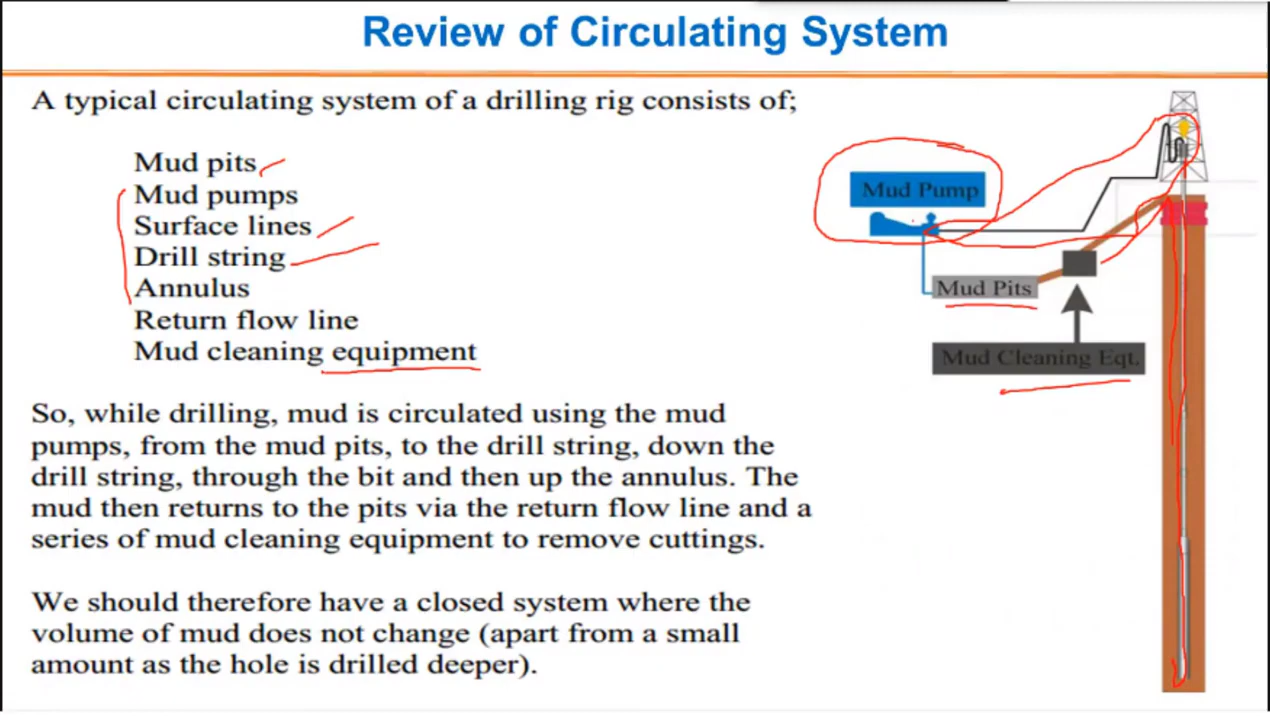 Review of Circulating System
A typical circulating system of a drilling rig consists of;
Mud pits
Mud pumps
Surface lines
Drill string
Annulus
Return flow line
Mud cleaning equipment
So, while drilling, mud is circulated using the mud
pumps, from the mud pits, to the drill string, down the
drill string, through the bit and then up the annulus. The
mud then returns to the pits via the return flow line and a
series of mud cleaning equipment to remove cuttings.
We should therefore have a closed system where the
volume of mud does not change (apart from a small
amount as the hole is drilled deeper).
Mud Pump
Mud Pits
Mud Cleaning Eqt.